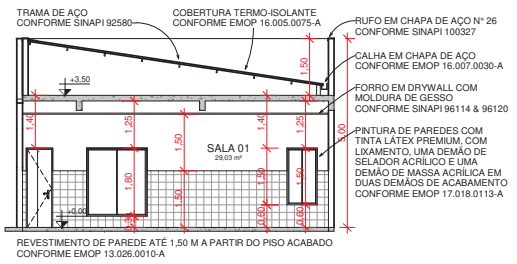 TRAMA DE AÇO
CONFORME SINAPI 92580
COBERTURA TERMO-ISOLANTE
CONFORME EMOP 16.005.0075-A
RUFO EM CHAPA DE AÇO N° 26
CONFORME SINAPI 100327
CALHA EM CHAPA DE AÇO
CONFORME EMOP 16.007.0030-A
FORRO EM DRYWALL COM
MOLDURA DE GESSO
CONFORME SINAPI 96114 & 96120
PINTURA DE PAREDES COM
TINTA LÁTEX PREMIUM, COM
LIXAMENTO, UMA DEMÃO DE
SELADOR ACRÍLICO E UMA
DEMÃO DE MASSA ACRÍLICA EM
DUAS DEMÃOS DE ACABAMENTO
CONFORME EMOP 17.018.0113-A
1,50
+3,50
1,40
1,25
1,50
1,40
1,25
5,00
SALA 01
29,03 m²
1,80
1,50
1,50
0,60
0,60
+0,00
REVESTIMENTO DE PAREDE ATÉ 1,50 M A PARTIR DO PISO ACABADO
CONFORME EMOP 13.026.0010-A